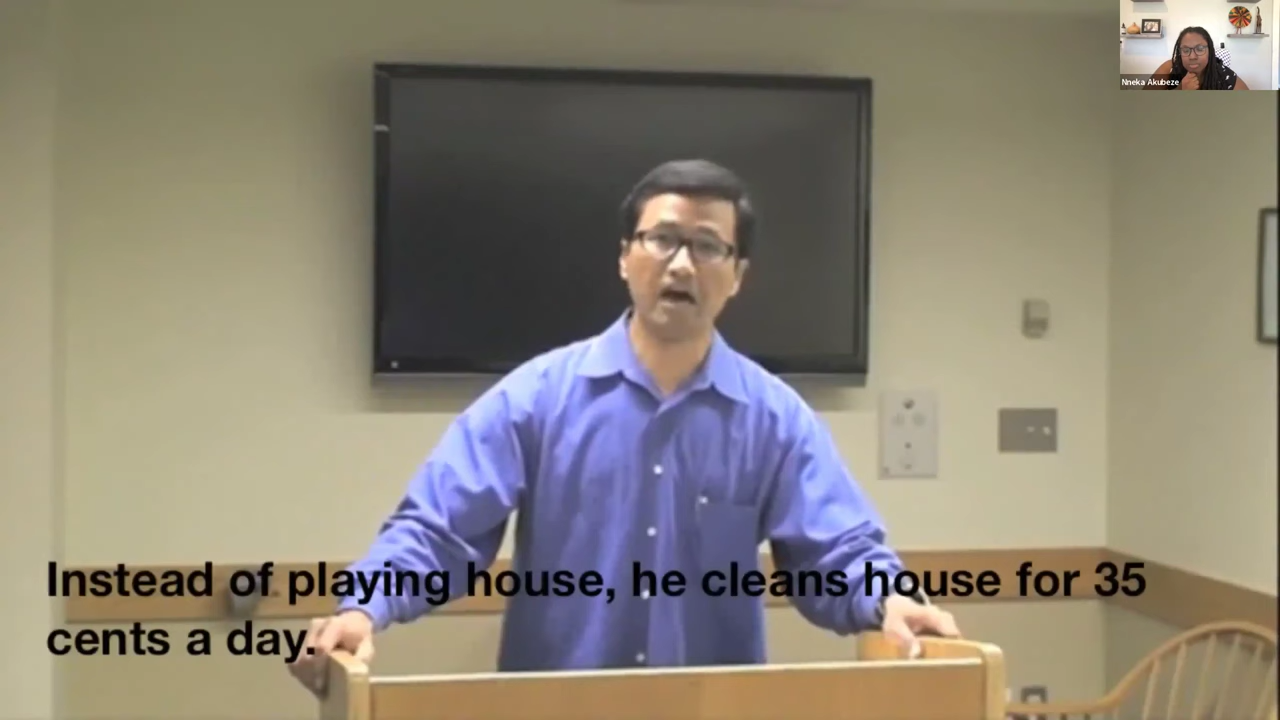 Nneka Akubeze
Instead of playing house, he cleans house for 35
cents a day.